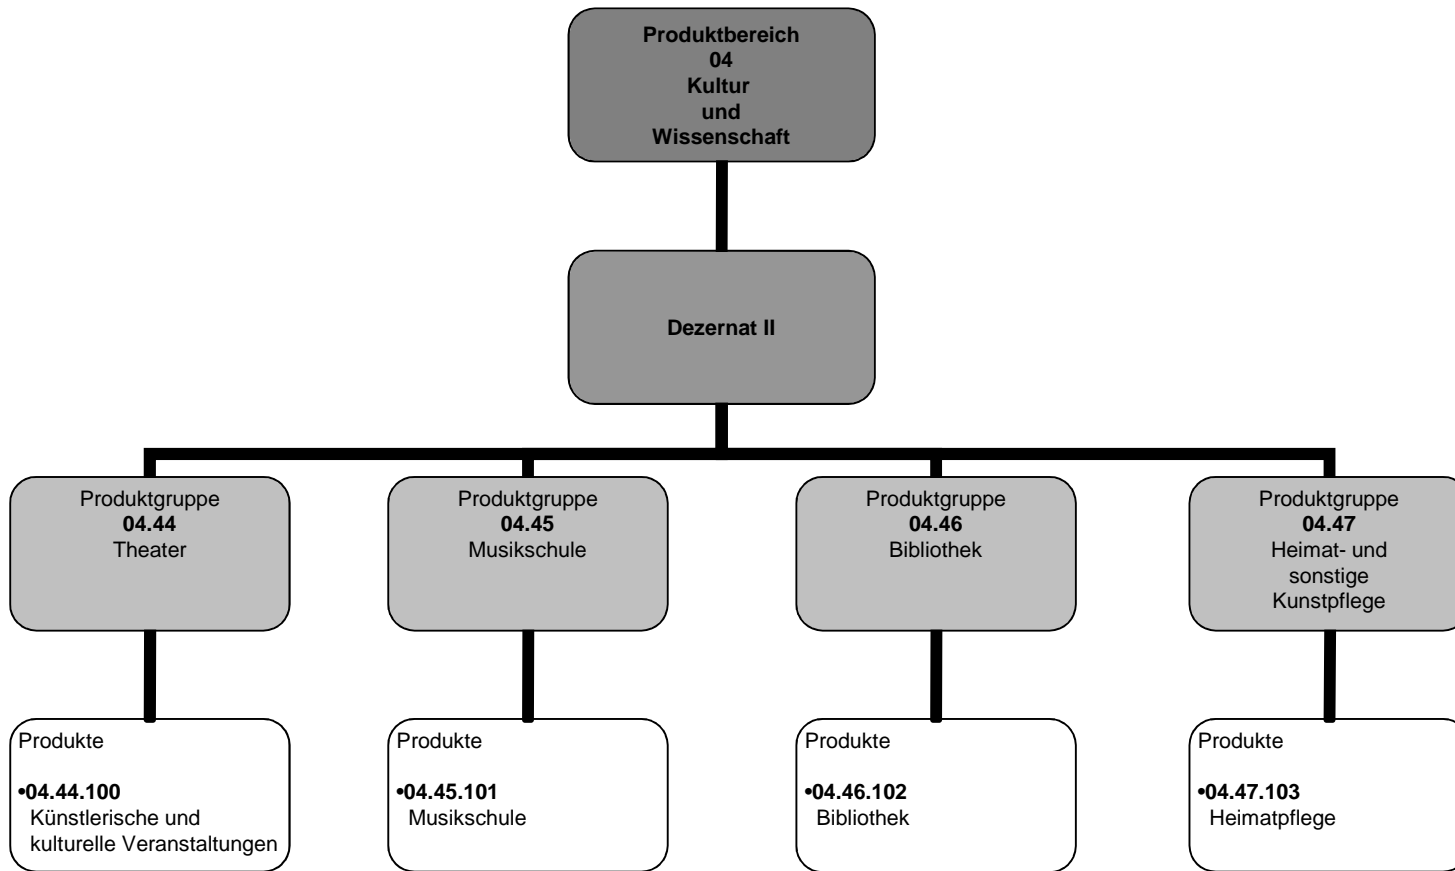 Produktbereich
04
Kultur
und
Wissenschaft
Dezernat II
Produktgruppe
04.44
Theater
Produktgruppe
04.45
Musikschule
Produktgruppe
04.46
Bibliothek
Produktgruppe
04.47
Heimat- und
sonstige
Kunstpflege
Produkte
•04.44.100
Künstlerische und
kulturelle Veranstaltungen
Produkte
•04.45.101
Musikschule
Produkte
•04.46.102
Bibliothek
Produkte
•04.47.103
Heimatpflege